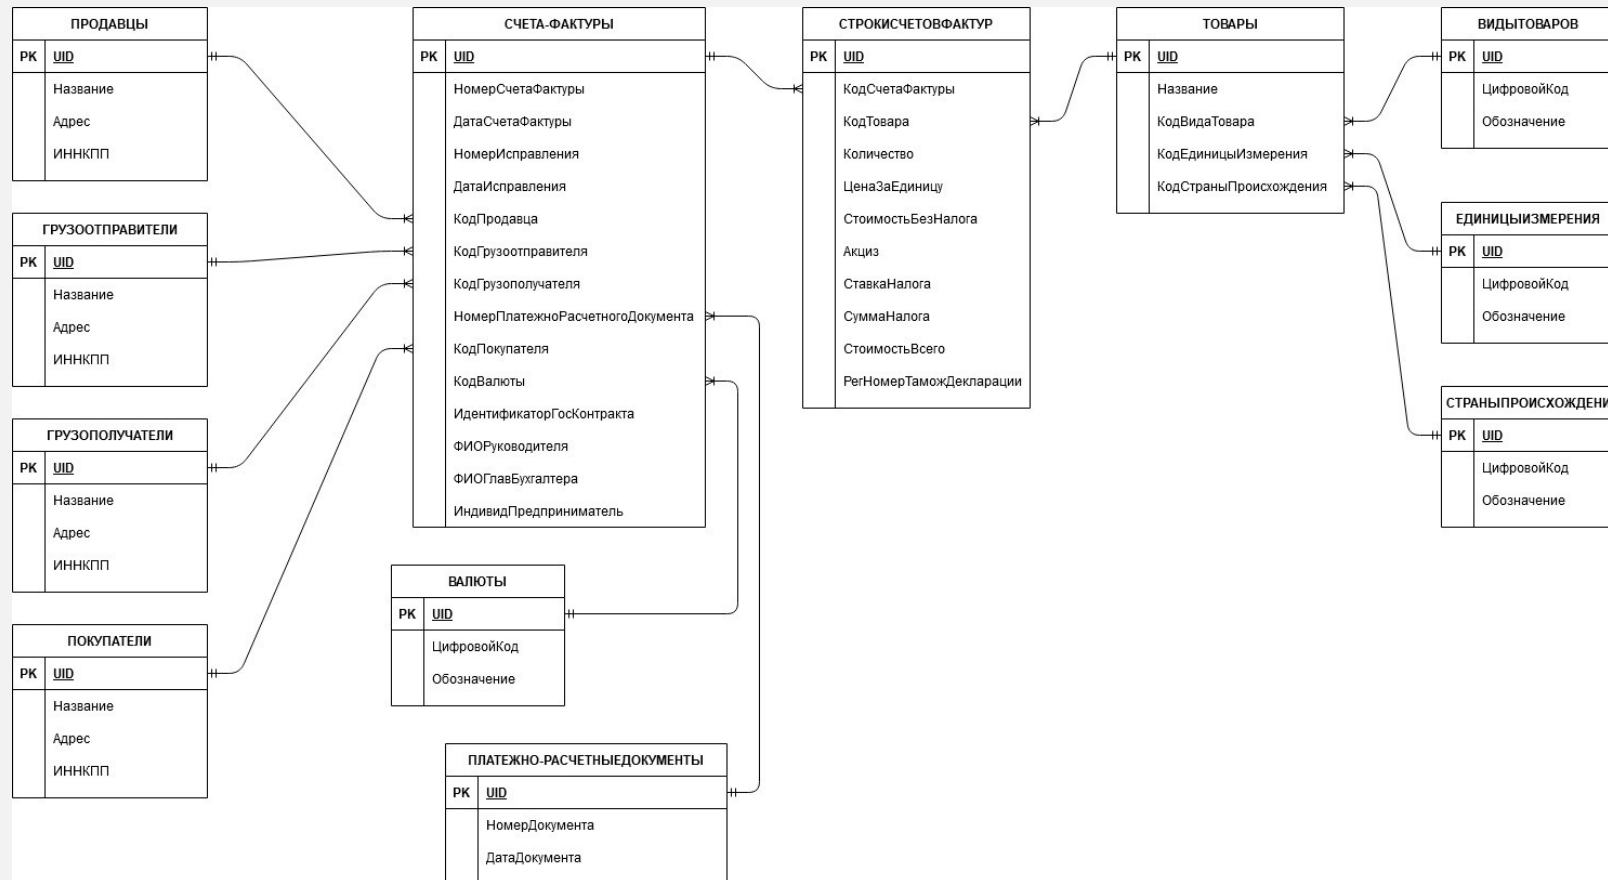 ПРОДАВЦЫ
PK UID
Название
Адрес
ИННКПП
ГРУЗООТПРАВИТЕЛИ
PK UID
Название
Адрес
ИННКПП
ГРУЗОПОЛУЧАТЕЛИ
PK UID
Название
Адрес
ИННКПП
ПОКУПАТЕЛИ
PK UID
Название
Адрес
ИННКПП
СЧЕТА-ФАКТУРЫ
PK UID
НомерСчетаФактуры
ДатаСчетаФактуры
НомерИсправления
ДатаИсправления
КодПродавца
КодГрузоотправителя
КодГрузополучателя
НомерПлатежноРасчетногоДокумента
КодПокупателя
КодВалюты
ИдентификаторГосКонтракта
ФИОРуководителя
ФИОГлавБухгалтера
ИндивидПредприниматель
ВАЛЮТЫ
PK UID
ЦифровойКод
Обозначение
ПЛАТЕЖНО-РАСЧЕТНЫЕДОКУМЕНТЫ
PK UID
НомерДокумента
ДатаДокумента
СТРОКИСЧЕТОВФАКТУР
PK UID
КодСчетаФактуры
КодТовара
Количество
ЦенаЗаЕдиницу
СтоимостьБезНалога
Акциз
СтавкаНалога
СуммаНалога
СтоимостьВсего
РегНомерТаможДекларации
ТОВАРЫ
PK UID
Название
КодВидаТовара
КодЕдиницыИзмерения
КодСтраныПроисхождения
ВИДЫТОВАРОВ
PK UID
ЦифровойКод
Обозначение
ЕДИНИЦЫИЗМЕРЕНИЯ
PK UID
ЦифровойКод
Обозначение
СТРАНЫПРОИСХОЖДЕНИ
PK UID
ЦифровойКод
Обозначение